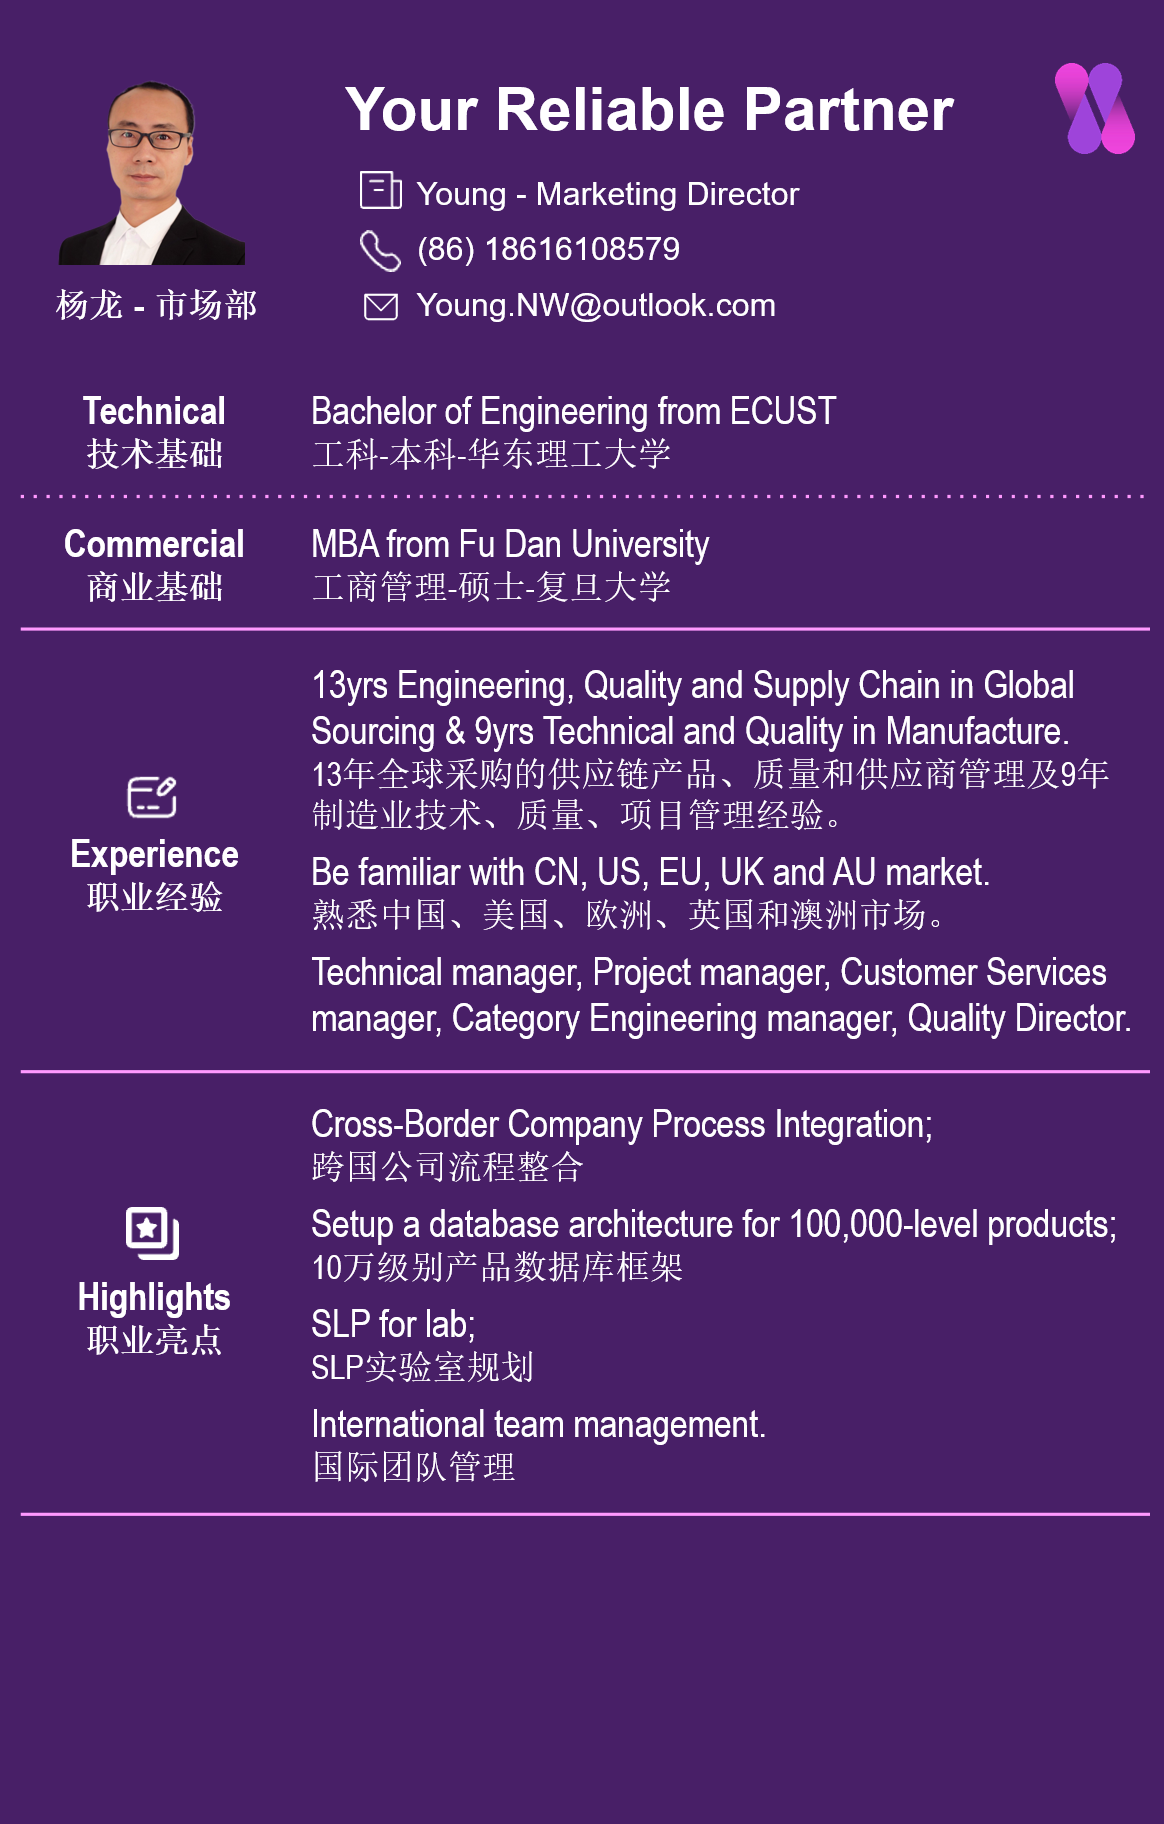 Your Reliable Partner
Young - Marketing Director
(86) 18616108579
Young.NW@outlook.com
杨龙 - 市场部
Technical
技术基础
Bachelor of Engineering from ECUST
工科-本科-华东理工大学
Commercial
商业基础
MBA from Fu Dan University
工商管理-硕士-复旦大学
Experience
职业经验
13yrs Engineering, Quality and Supply Chain in Global
Sourcing & 9yrs Technical and Quality in Manufacture.
13年全球采购的供应链产品、质量和供应商管理及9年
制造业技术、质量、项目管理经验。
Be familiar with CN, US, EU, UK and AU market.
熟悉中国、美国、欧洲、英国和澳洲市场。
Technical manager, Project manager, Customer Services
manager, Category Engineering manager, Quality Director.
Highlights
职业亮点
Cross-Border Company Process Integration;
跨国公司流程整合
Setup a database architecture for 100,000-level products;
10万级别产品数据库框架
SLP for lab;
SLP实验室规划
International team management.
国际团队管理